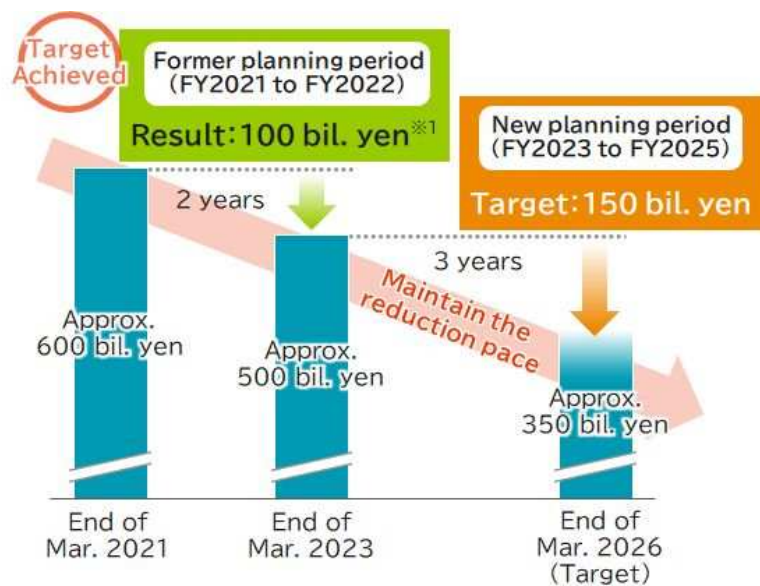 Target
Achieved
Former planning period
(FY2021 to FY2022)
Result:100 bil. yen※1
New planning period
(FY2023 to FY2025)
Target:150 bil. yen
2 years
3 years
Maintain the
reduction pace
Approx.
600 bil. yen
Approx.
500 bil. yen
Approx.
350 bil. yen
End of
Mar. 2021
End of
Mar. 2023
End of
Mar. 2026
(Target)